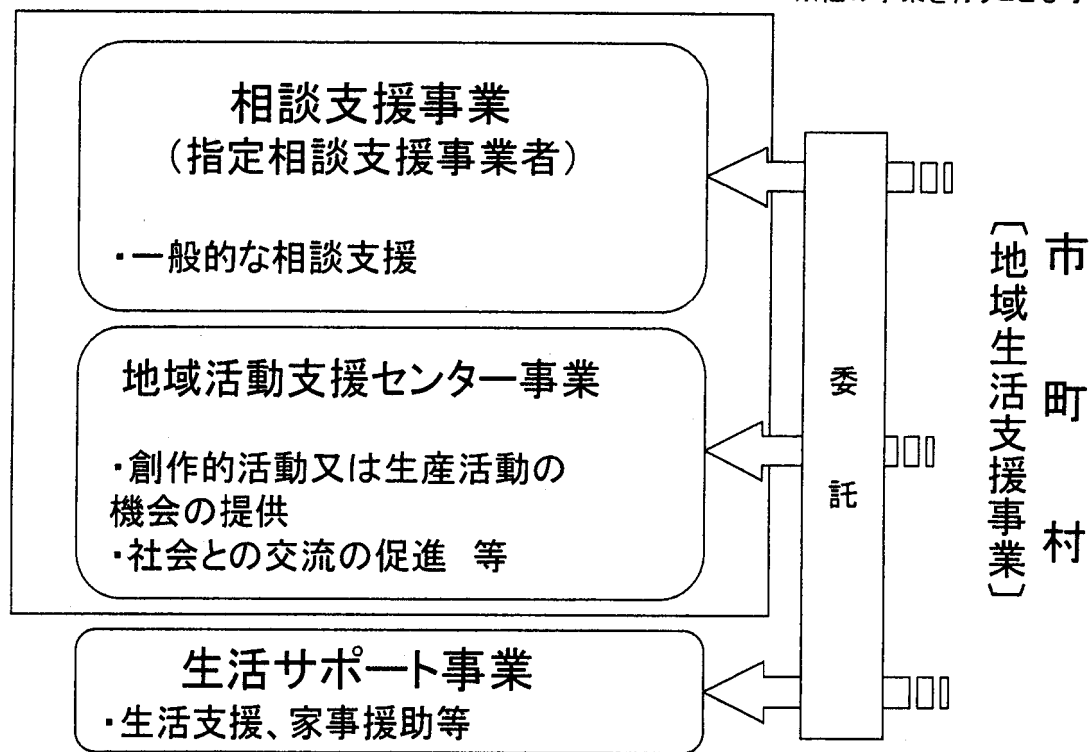 相談支援事業
（指定相談支援事業者）
・一般的な相談支援
地域活動支援センター事業
・創作的活動又は生産活動の
機会の提供
・社会との交流の促進　等
生活サポート事業
・生活支援、家事援助等
委託
市町村
〔地域生活支援事業〕